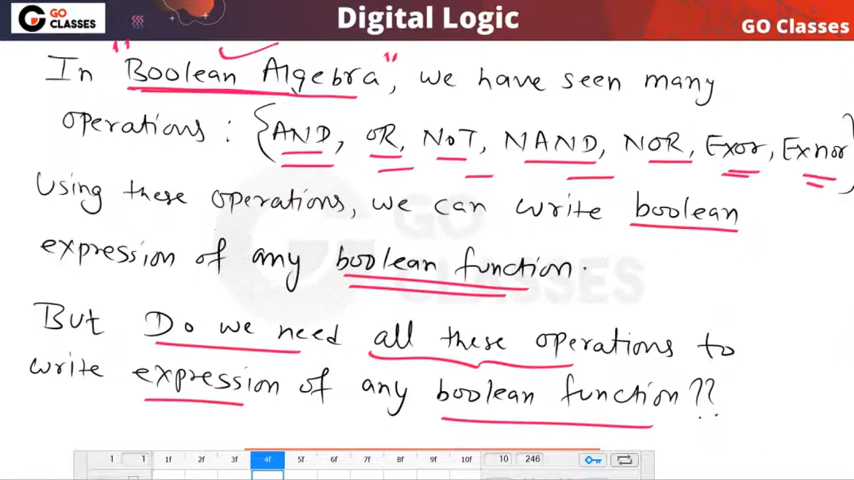 GO CLASSES
Digital Logic
GO Classes
In "Boolean Algebra", we have seen many
operations : {AND, OR, NOT, NAND, NOR, Exor, Exnor}
Using these operations, we can write boolean
expression of any boolean function.
But Do we need all these operations to
write expression of any boolean function??
GO CLASSES
1 1 1f 2f 3f 4f 5f 6f 7f 8f 9f 10f 10 246